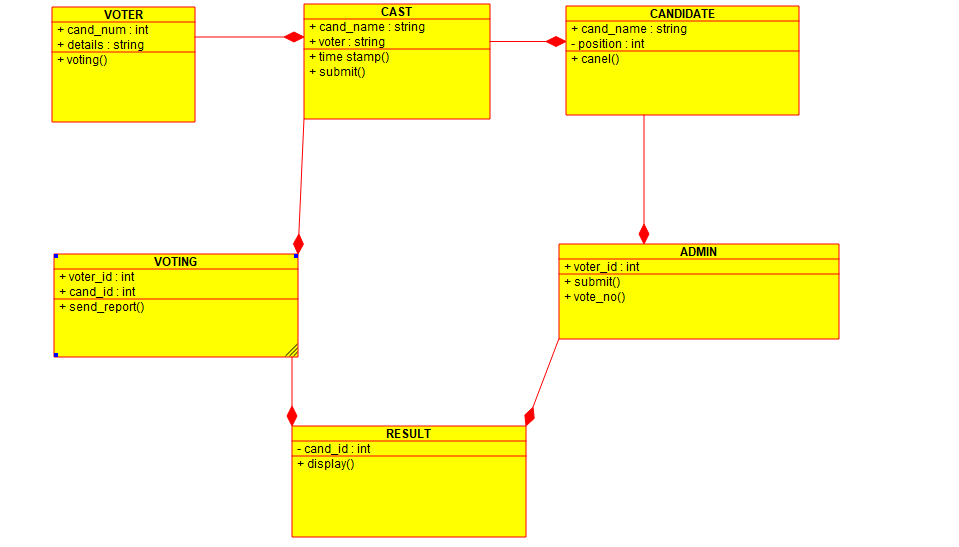 VOTER
+ cand_num : int
+ details : string
+ voting()
CAST
+ cand_name : string
+ voter : string
+ time stamp()
+ submit()
CANDIDATE
+ cand_name : string
- position : int
+ canel()
VOTING
+ voter_id : int
+ cand_id : int
+ send_report()
ADMIN
+ voter_id : int
+ submit()
+ vote_no()
RESULT
- cand_id : int
+ display()